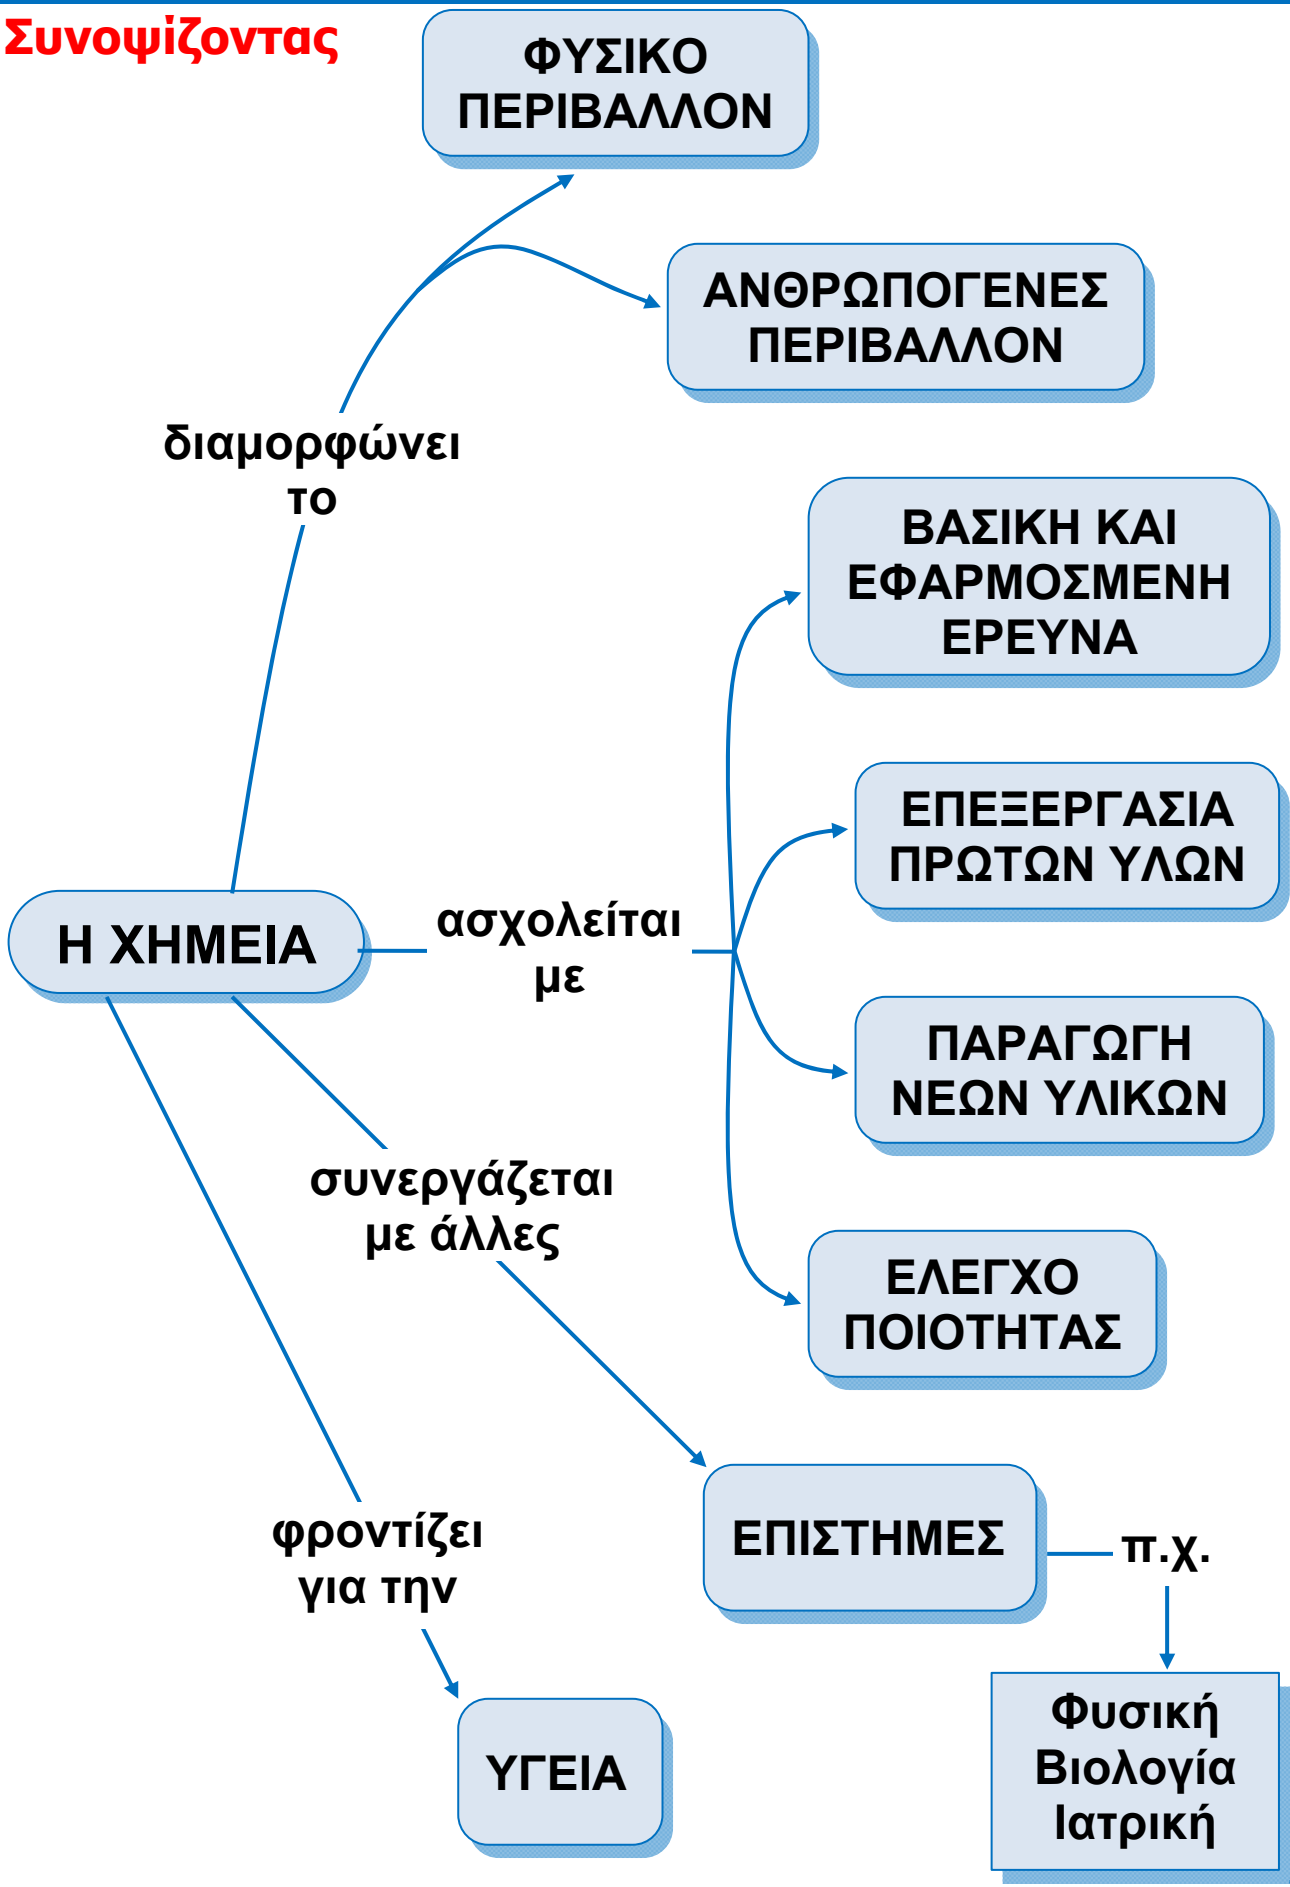 Συνοψίζοντας
ΦΥΣΙΚΟ
ΠΕΡΙΒΑΛΛΟΝ
ΑΝΘΡΩΠΟΓΕΝΕΣ
ΠΕΡΙΒΑΛΛΟΝ
διαμορφώνει
το
ΒΑΣΙΚΗ ΚΑΙ
ΕΦΑΡΜΟΣΜΕΝΗ
ΕΡΕΥΝΑ
ΕΠΕΞΕΡΓΑΣΙΑ
ΠΡΩΤΩΝ ΥΛΩΝ
Η ΧΗΜΕΙΑ
ασχολείται
με
ΠΑΡΑΓΩΓΗ
ΝΕΩΝ ΥΛΙΚΩΝ
συνεργάζεται
με άλλες
ΕΛΕΓΧΟ
ΠΟΙΟΤΗΤΑΣ
ΕΠΙΣΤΗΜΕΣ
π.χ.
φροντίζει
για την
ΥΓΕΙΑ
Φυσική
Βιολογία
Ιατρική